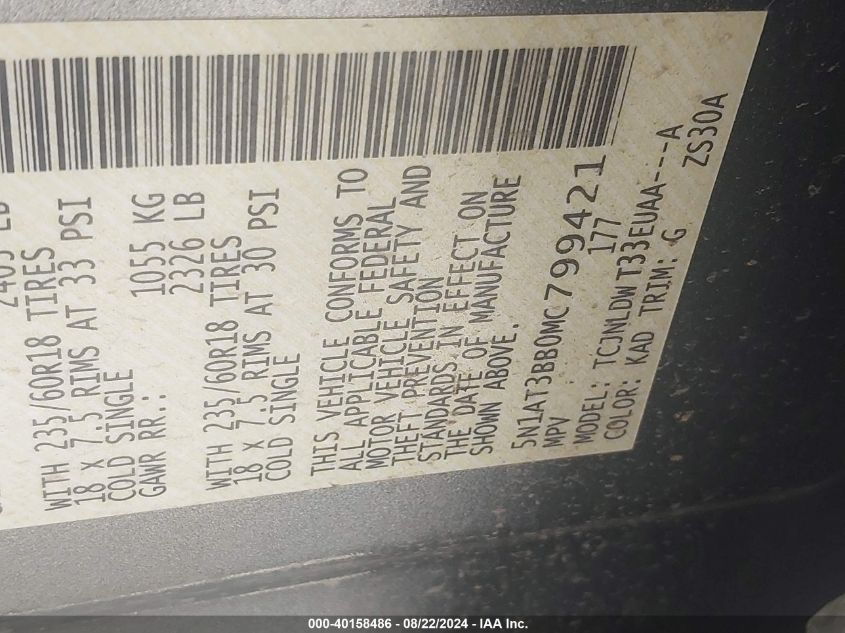 WITH 235/60R18 TIRES
18 X 7.5 RIMS AT 33 PSI
COLD SINGLE
GAWR RR.: 1055 KG
2326 LB
WITH 235/60R18 TIRES
18 X 7.5 RIMS AT 30 PSI
COLD SINGLE
THIS VEHICLE CONFORMS TO
ALL APPLICABLE FEDERAL
MOTOR VEHICLE SAFETY AND
THEFT PREVENTION
STANDARDS IN EFFECT ON
THE DATE OF MANUFACTURE
SHOWN ABOVE.
5N1AT3BB0MC799421
MPV 177
MODEL: TCJNLDW T33EUAA---A
COLOR: KAD TRIM: G ZS30A
000-40158486 - 08/22/2024 - IAA Inc.